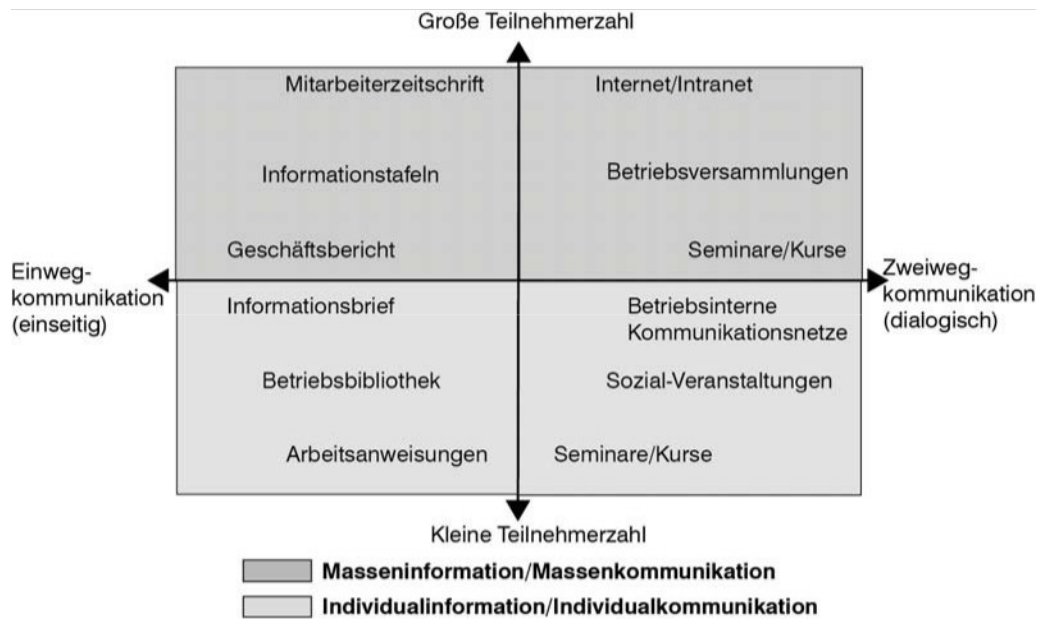 Große Teilnehmerzahl
Mitarbeiterzeitschrift
Internet/Intranet
Informationstafeln
Betriebsversammlungen
Geschäftsbericht
Seminare/Kurse
Einweg-
kommunikation
(einseitig)
Zweiweg-
kommunikation
(dialogisch)
Informationsbrief
Betriebsinterne
Kommunikationsnetze
Betriebsbibliothek
Sozial-Veranstaltungen
Arbeitsanweisungen
Seminare/Kurse
Kleine Teilnehmerzahl
Masseninformation/Massenkommunikation
Individualinformation/Individualkommunikation